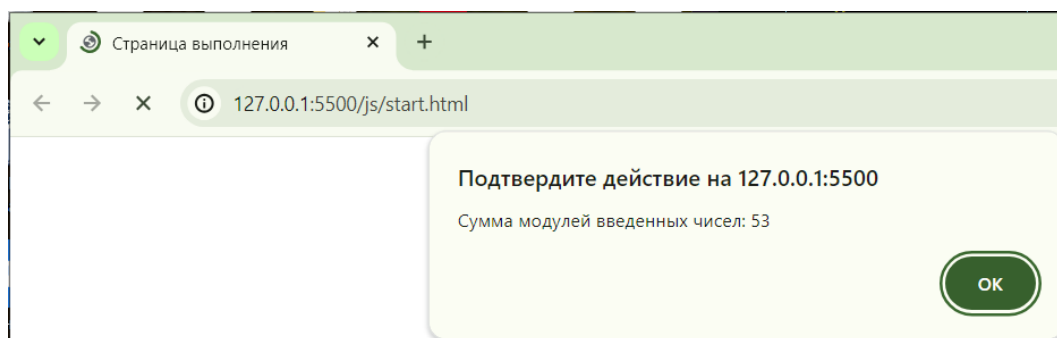 Страница выполнения
127.0.0.1:5500/js/start.html
Подтвердите действие на 127.0.0.1:5500
Сумма модулей введенных чисел: 53
ОК